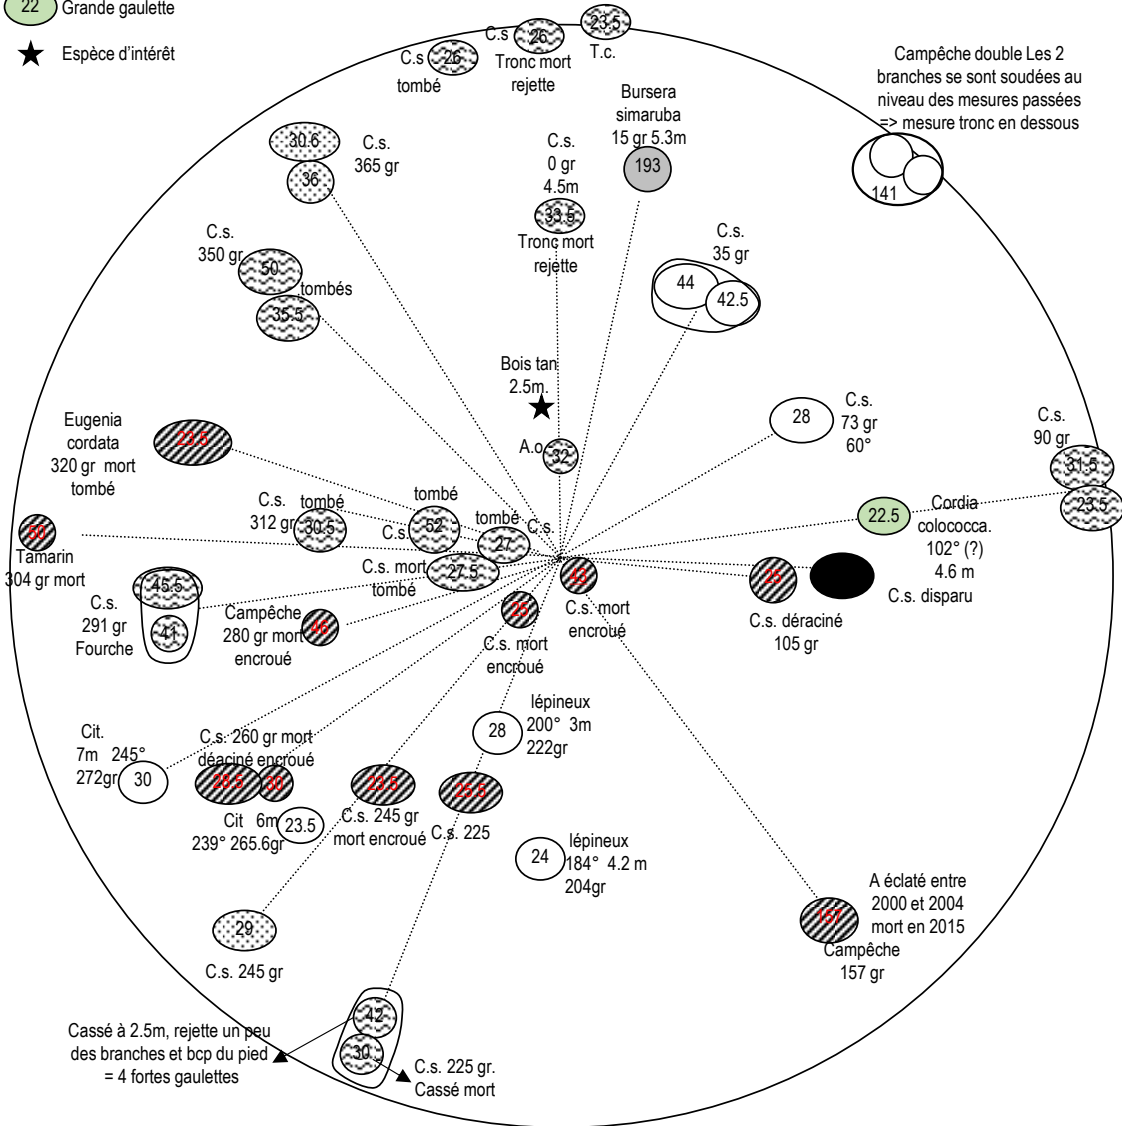 22 Grande gaulette
Espèce d'intérêt
C.s 26
tombé
C.s 26
Tronc mort
rejette
23.5
T.c.
Campêche double Les 2
branches se sont soudées au
niveau des mesures passées
=> mesure tronc en dessous
141
Bursera
simaruba
15 gr 5.3m
193
30.6
36
C.s.
365 gr
C.s.
0 gr
4.5m
33.5
Tronc mort
rejette
C.s.
350 gr
50
tombés
35.5
C.s.
35 gr
44
42.5
Bois tan
2.5m.
A.o.
32
28
C.s.
73 gr
60°
C.s.
90 gr
31.5
23.5
Eugenia
cordata
320 gr mort
tombé
23.5
22.5
Cordia
colococca.
102° (?)
4.6 m
50
Tamarin
304 gr mort
C.s.
312 gr
tombé
30.5
tombé
C.s.
52
tombé
27
C.s.
C.s. mort
tombé
27.5
43
C.s. mort
encroué
25
C.s. déraciné
105 gr
C.s. disparu
45.5
41
C.s.
291 gr
Fourche
Campêche
280 gr mort
encroué
46
25
C.s. mort
encroué
lépineux
200° 3m
222gr
28
Cit.
7m 245°
272gr
30
C.s. 260 gr mort
déaciné encroué
28.5
30
Cit 6m
239° 265.6gr
23.5
23.5
C.s. 245 gr
mort encroué
25.5
C.s. 225
24
lépineux
184° 4.2 m
204gr
157
A éclaté entre
2000 et 2004
mort en 2015
Campêche
157 gr
29
C.s. 245 gr
42
30
Cassé à 2.5m, rejette un peu
des branches et bcp du pied
= 4 fortes gaulettes
C.s. 225 gr.
Cassé mort